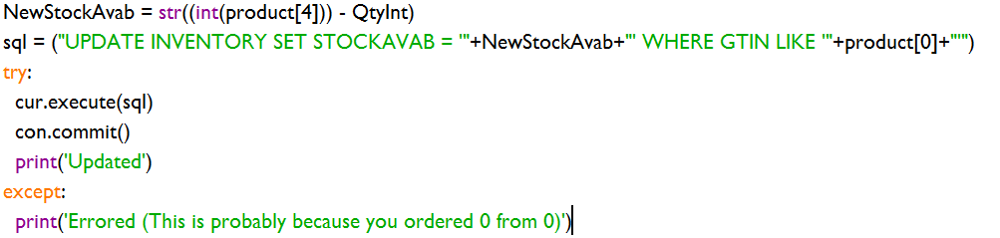 NewStockAvab = str((int(product[4])) - QtyInt)
sql = ("UPDATE INVENTORY SET STOCKAVAB = '"+NewStockAvab+"' WHERE GTIN LIKE '"+product[0]+"'")
try:
  cur.execute(sql)
  con.commit()
  print('Updated')
except:
  print('Errored (This is probably because you ordered 0 from 0)')